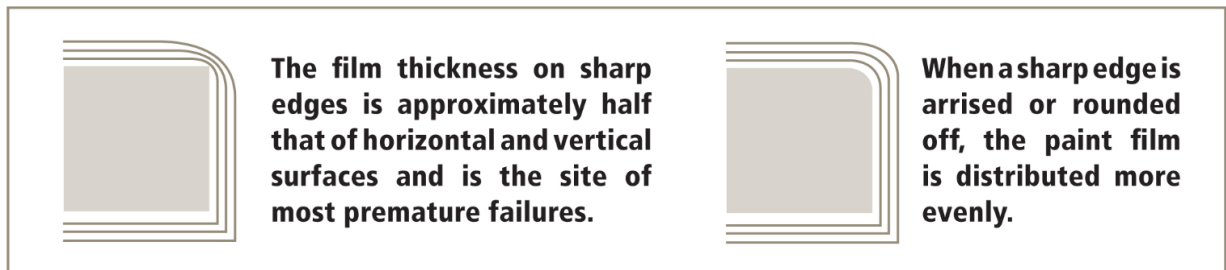 The film thickness on sharp
edges is approximately half
that of horizontal and vertical
surfaces and is the site of
most premature failures.
When a sharp edge is
arrised or rounded
off, the paint film
is distributed more
evenly.